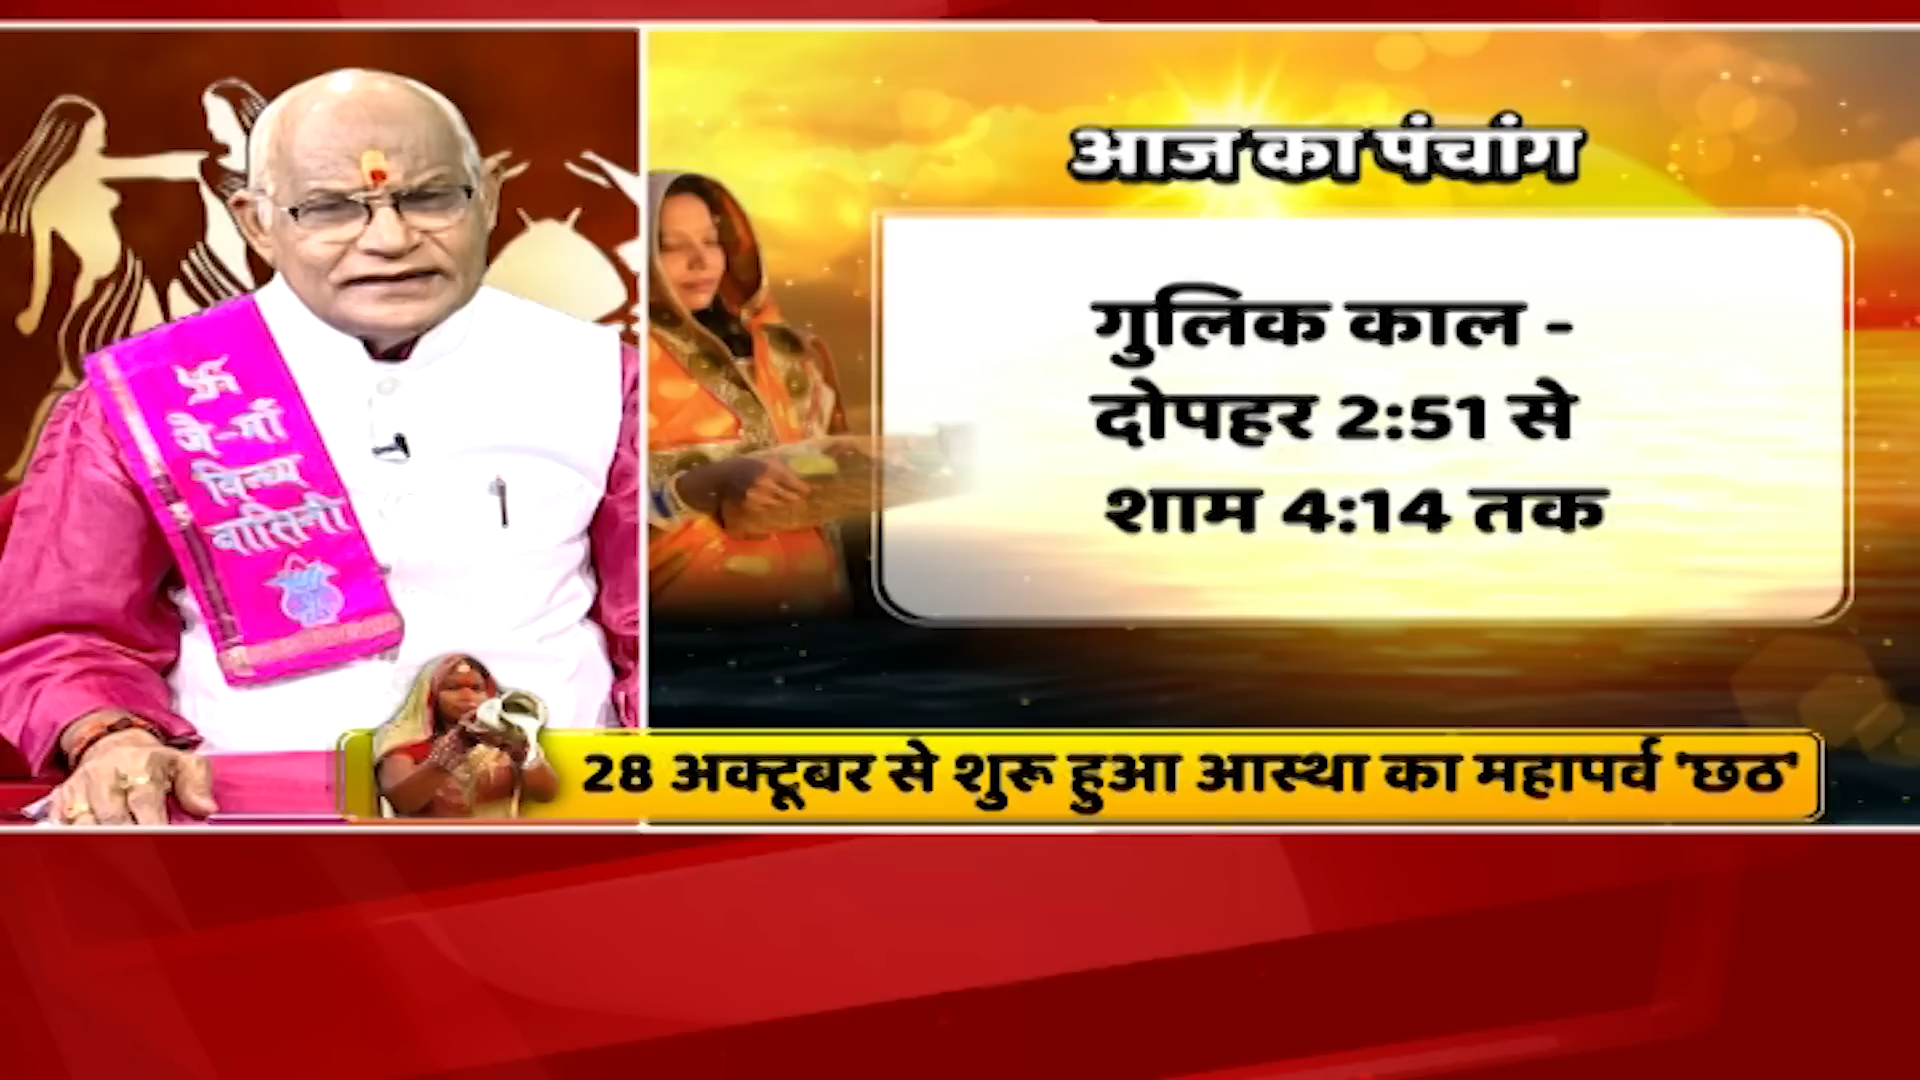 आज का पंचांग
गुलिक काल -
दोपहर 2:51 से
शाम 4:14 तक
जै-माँ
विन्ध्य
वासिनी
28 अक्टूबर से शुरू हुआ आस्था का महापर्व 'छठ'